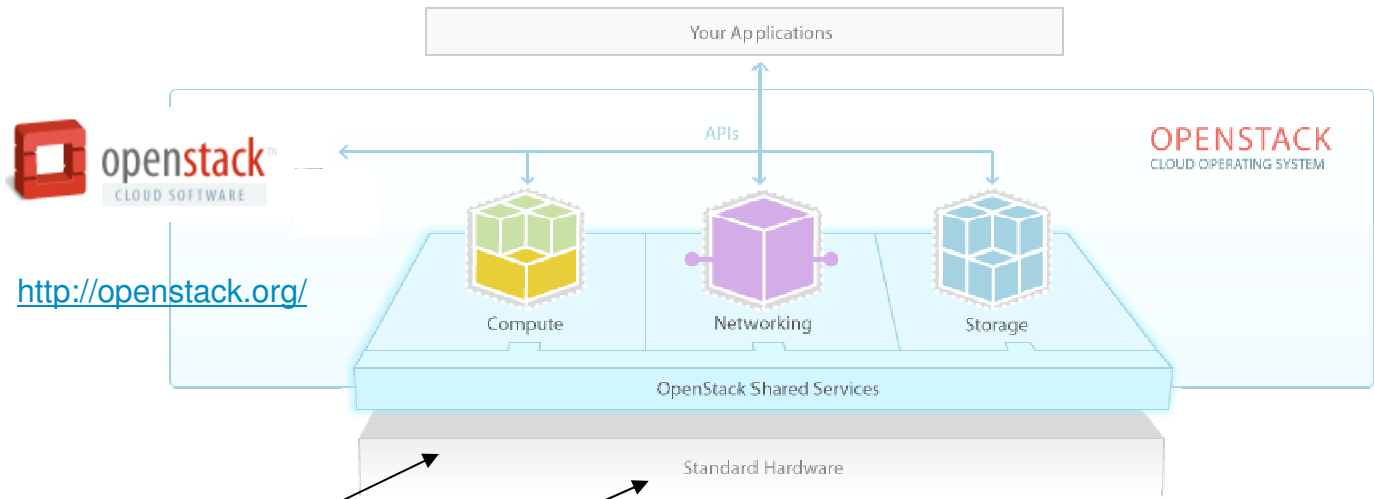 Your Applications
APIs
OPENSTACK
CLOUD OPERATING SYSTEM
openstack™
CLOUD SOFTWARE
http://openstack.org/
Compute
Networking
Storage
OpenStack Shared Services
Standard Hardware